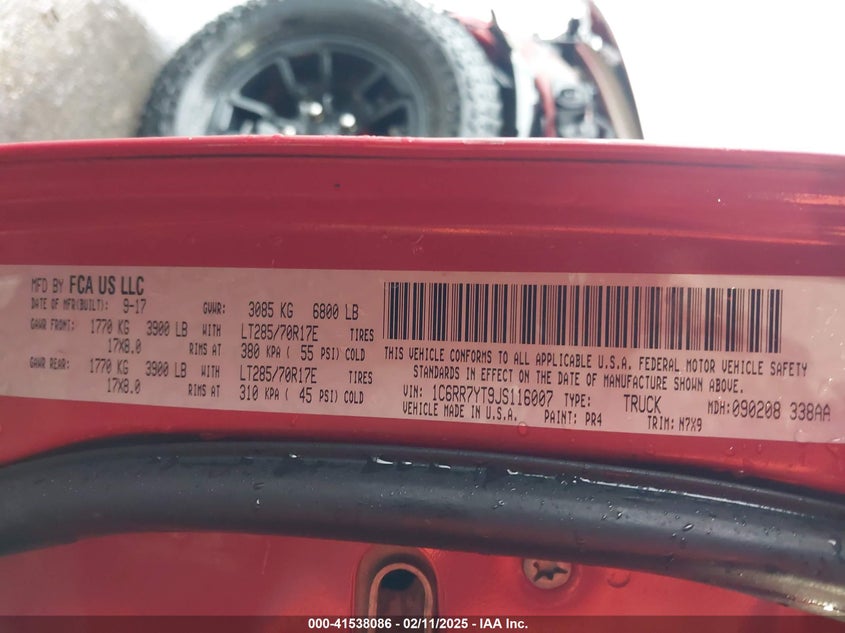 MFD BY FCA US LLC
DATE OF MFR(BUILT): 9-17 GVWR: 3085 KG 6800 LB
GAWR FRONT: 1770 KG 3900 LB WITH LT285/70R17E TIRES
17X8.0 RIMS AT 380 KPA ( 55 PSI) COLD
GAWR REAR: 1770 KG 3900 LB WITH LT285/70R17E TIRES
17X8.0 RIMS AT 310 KPA ( 45 PSI) COLD
THIS VEHICLE CONFORMS TO ALL APPLICABLE U.S.A. FEDERAL MOTOR VEHICLE SAFETY
STANDARDS IN EFFECT ON THE DATE OF MANUFACTURE SHOWN ABOVE.
VIN: 1C6RR7YT9JS116007 TYPE: TRUCK MDH: 090208 338AA
VEHICLE MADE IN U.S.A. PAINT: PR4 TRIM: N7X9
000-41538086 - 02/11/2025 - IAA Inc.